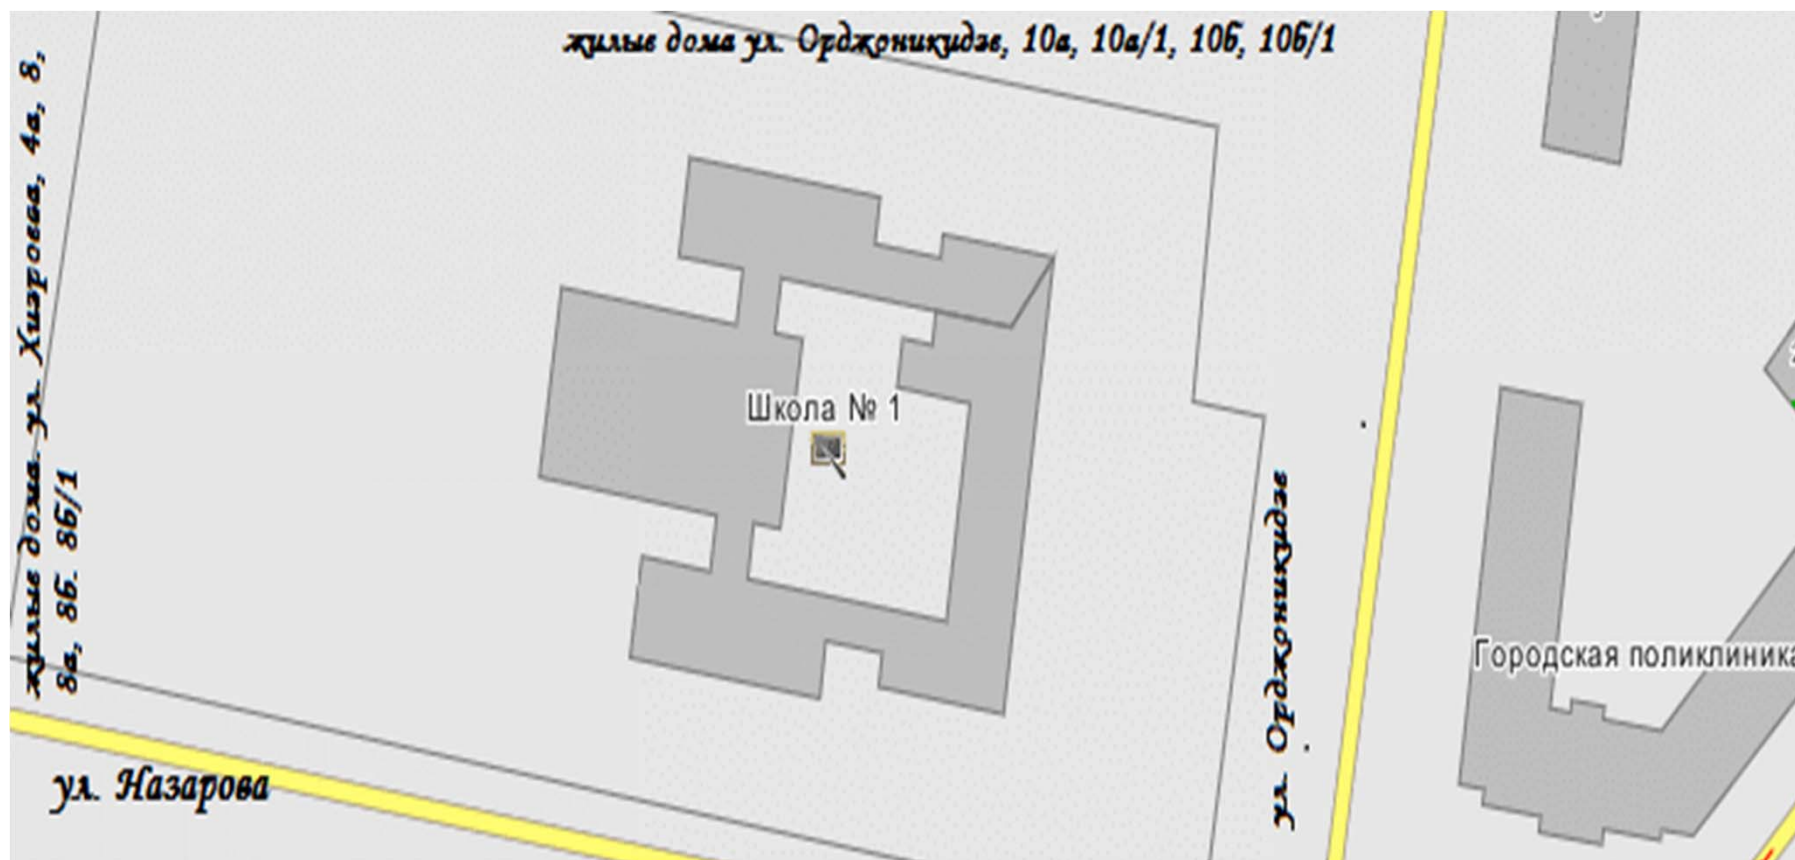 жилые дома ул. Орджоникидзе, 10а, 10а/1, 10б, 10б/1
жилые дома. ул. Хизроева, 4а, 8,
8а, 8б. 8б/1
Школа № 1
ул. Орджоникидзе
Городская поликлиника
ул. Назарова